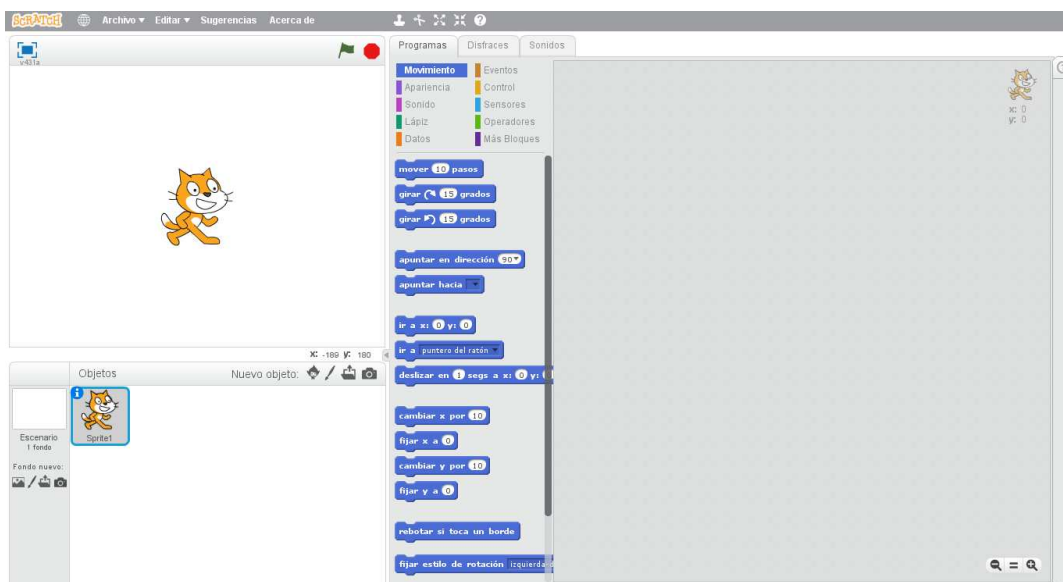 SCRATCH Archivo Editar Sugerencias Acerca de
v431a
X: -189 Y: 180
Objetos Nuevo objeto:
Escenario
1 fondo
Sprite1
Fondo nuevo:
Programas Disfraces Sonidos
Movimiento Eventos
Apariencia Control
Sonido Sensores
Lápiz Operadores
Datos Más Bloques
mover 10 pasos
girar 15 grados
girar 15 grados
apuntar en dirección 90
apuntar hacia
ir a x: 0 y: 0
ir a puntero del ratón
deslizar en 1 segs a x: 0 y:
cambiar x por 10
fijar x a 0
cambiar y por 10
fijar y a 0
rebotar si toca un borde
fijar estilo de rotación
x: 0
y: 0